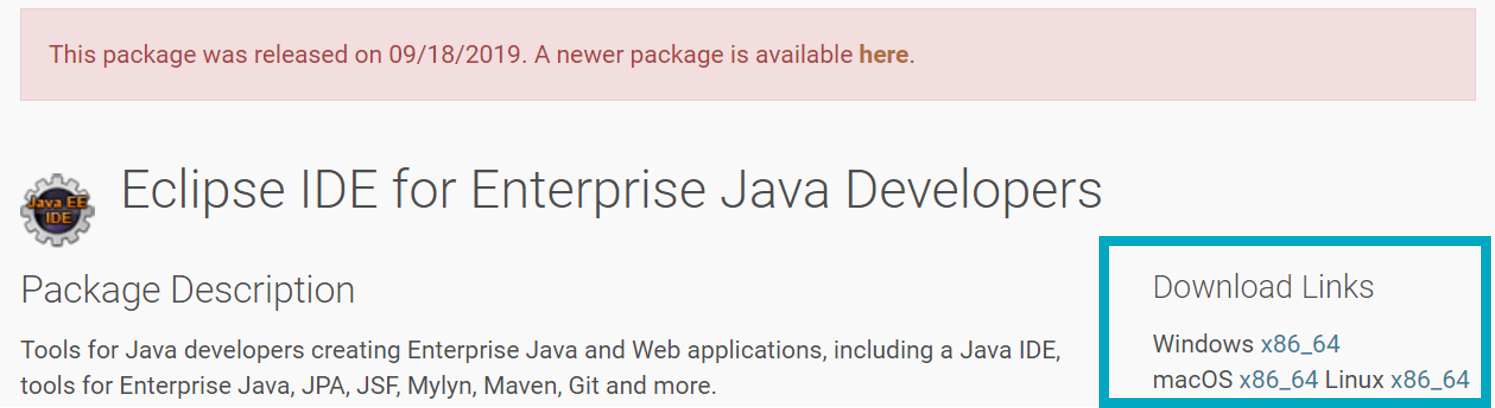 This package was released on 09/18/2019. A newer package is available here.
Java EE
IDE
Eclipse IDE for Enterprise Java Developers
Package Description
Tools for Java developers creating Enterprise Java and Web applications, including a Java IDE,
tools for Enterprise Java, JPA, JSF, Mylyn, Maven, Git and more.
Download Links
Windows x86_64
macOS x86_64 Linux x86_64